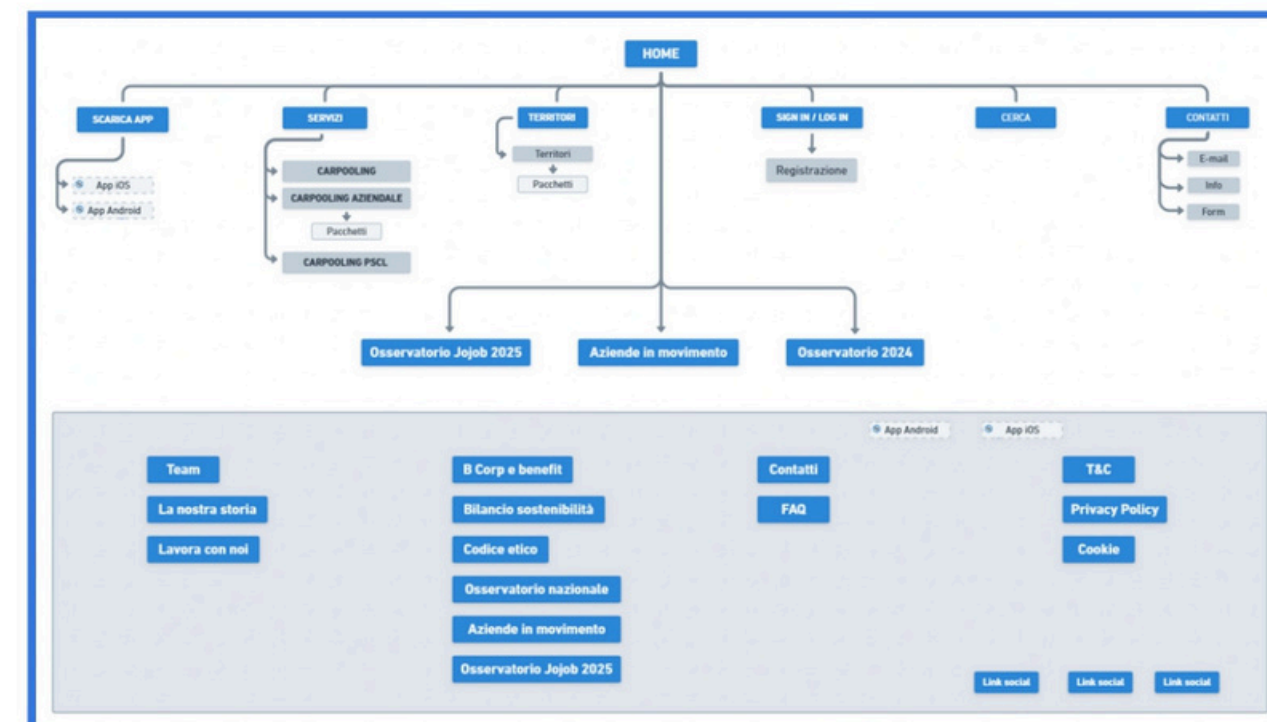 HOME
SCARICA APP
SERVIZI
TERRITORI
SIGN IN / LOG IN
CERCA
CONTATTI
App iOS
App Android
CARPOOLING
CARPOOLING AZIENDALE
Pacchetti
CARPOOLING PSCL
Territori
Pacchetti
Registrazione
E-mail
Info
Form
Osservatorio Jojob 2025
Aziende in movimento
Osservatorio 2024
App Android
App iOS
Team
La nostra storia
Lavora con noi
B Corp e benefit
Bilancio sostenibilità
Codice etico
Osservatorio nazionale
Aziende in movimento
Osservatorio Jojob 2025
Contatti
FAQ
T&C
Privacy Policy
Cookie
Link social
Link social
Link social